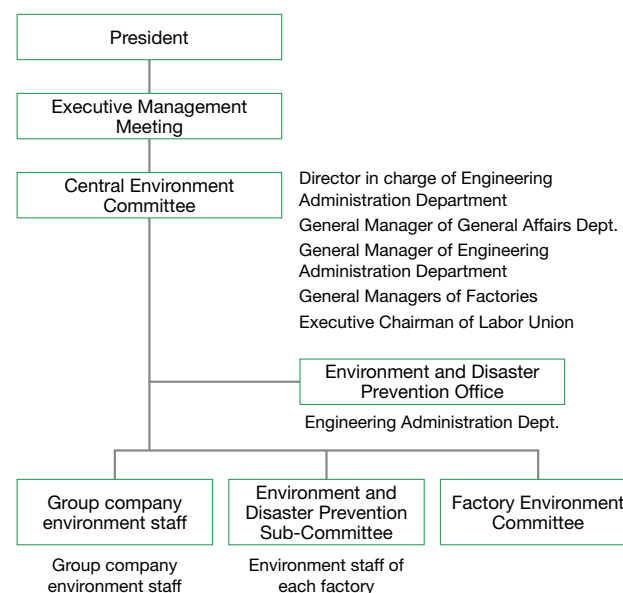 President
Executive Management
Meeting
Central Environment
Committee
Director in charge of Engineering
Administration Department
General Manager of General Affairs Dept.
General Manager of Engineering
Administration Department
General Managers of Factories
Executive Chairman of Labor Union
Environment and Disaster
Prevention Office
Engineering Administration Dept.
Group company
environment staff
Environment and
Disaster Prevention
Sub-Committee
Factory Environment
Committee
Group company
environment staff
Environment staff of
each factory